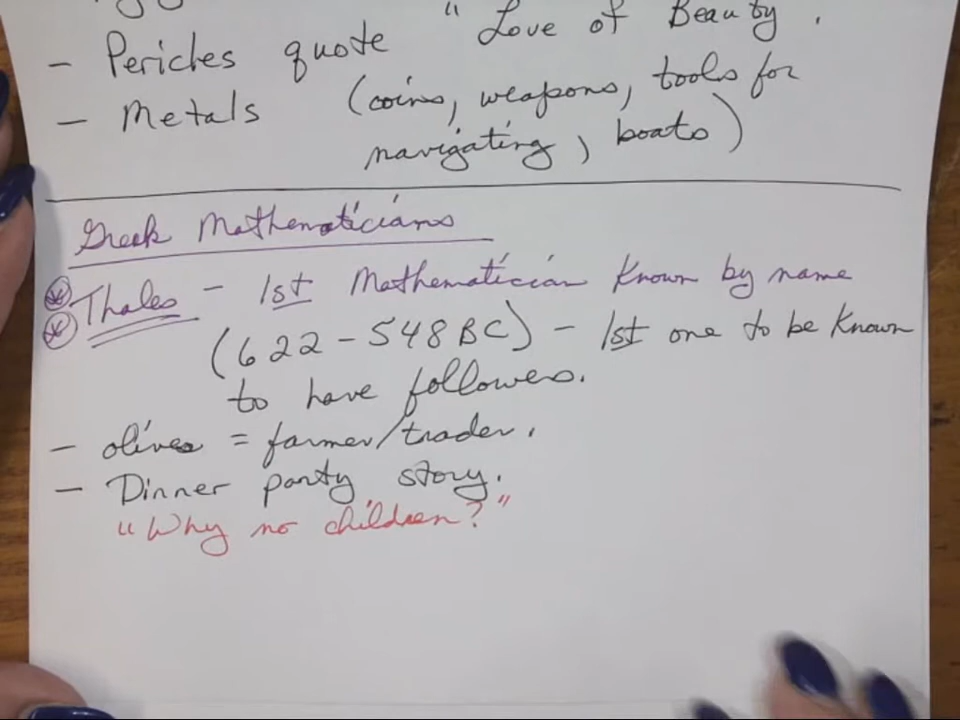 - Pericles quote " Love of Beauty .
- Metals (coins, weapons, tools for
navigating, boats)
Greek Mathematicians
Thales - 1st Mathematician Known by name
(622-548BC) - 1st one to be Known
to have followers.
- olives = farmer/trader.
- Dinner party story.
"Why no children?"